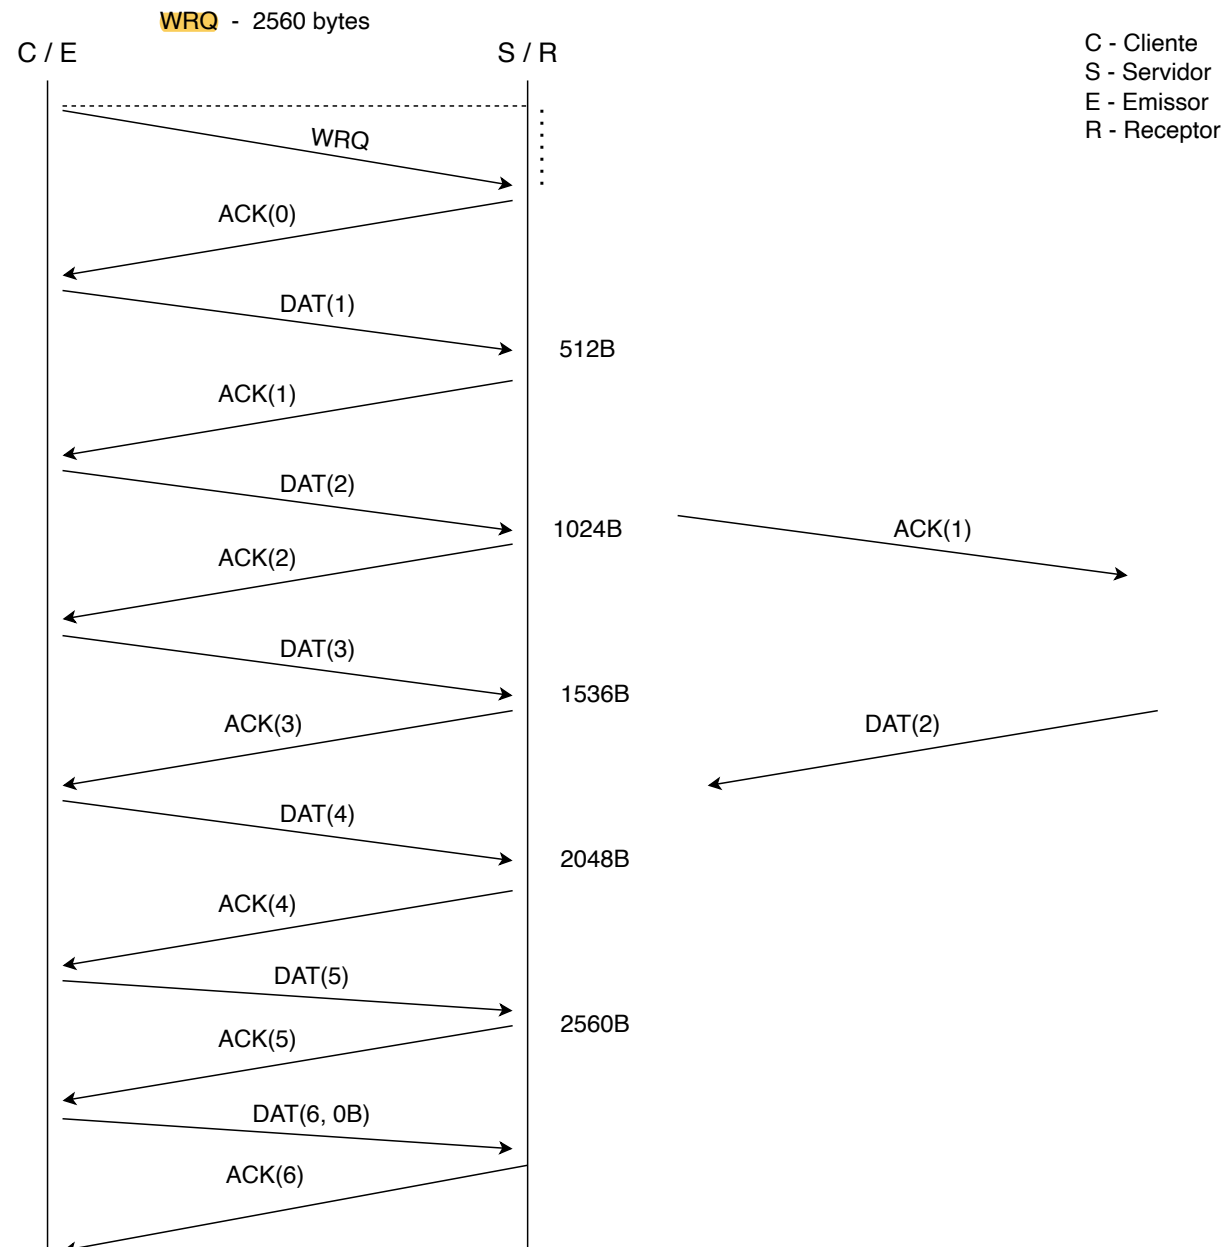 WRQ - 2560 bytes
C / E
S / R
C - Cliente
S - Servidor
E - Emissor
R - Receptor
WRQ
ACK(0)
DAT(1)
512B
ACK(1)
DAT(2)
1024B
ACK(1)
ACK(2)
DAT(3)
1536B
ACK(3)
DAT(2)
DAT(4)
2048B
ACK(4)
DAT(5)
2560B
ACK(5)
DAT(6, 0B)
ACK(6)